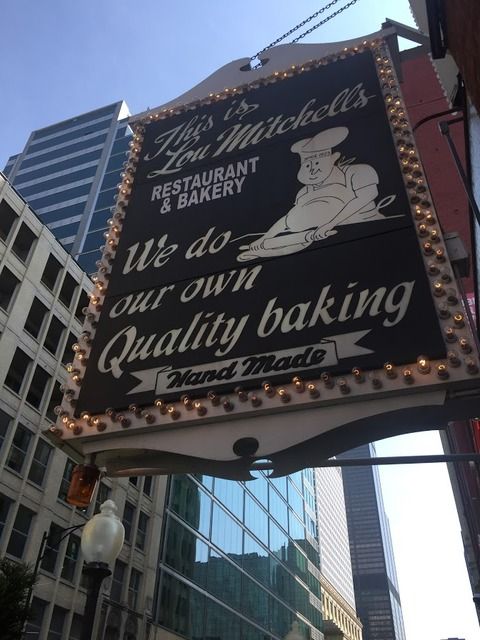 This is
Lou Mitchell's
RESTAURANT
& BAKERY
We do
our own
Quality baking
Hand Made